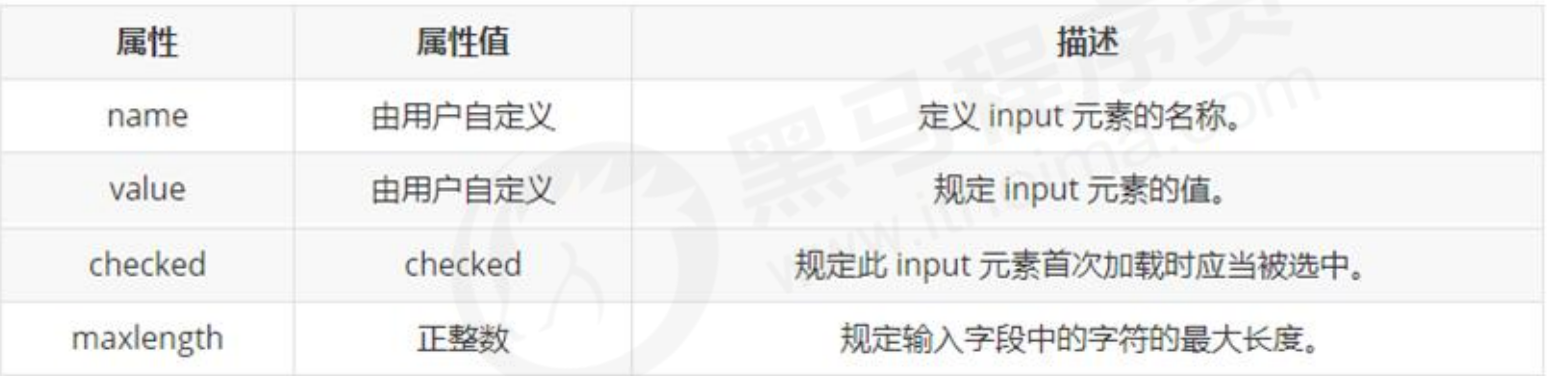 属性 属性值 描述
name 由用户自定义 定义 input 元素的名称。
value 由用户自定义 规定 input 元素的值。
checked checked 规定此 input 元素首次加载时应当被选中。
maxlength 正整数 规定输入字段中的字符的最大长度。
黑马程序员
www.itheima.com